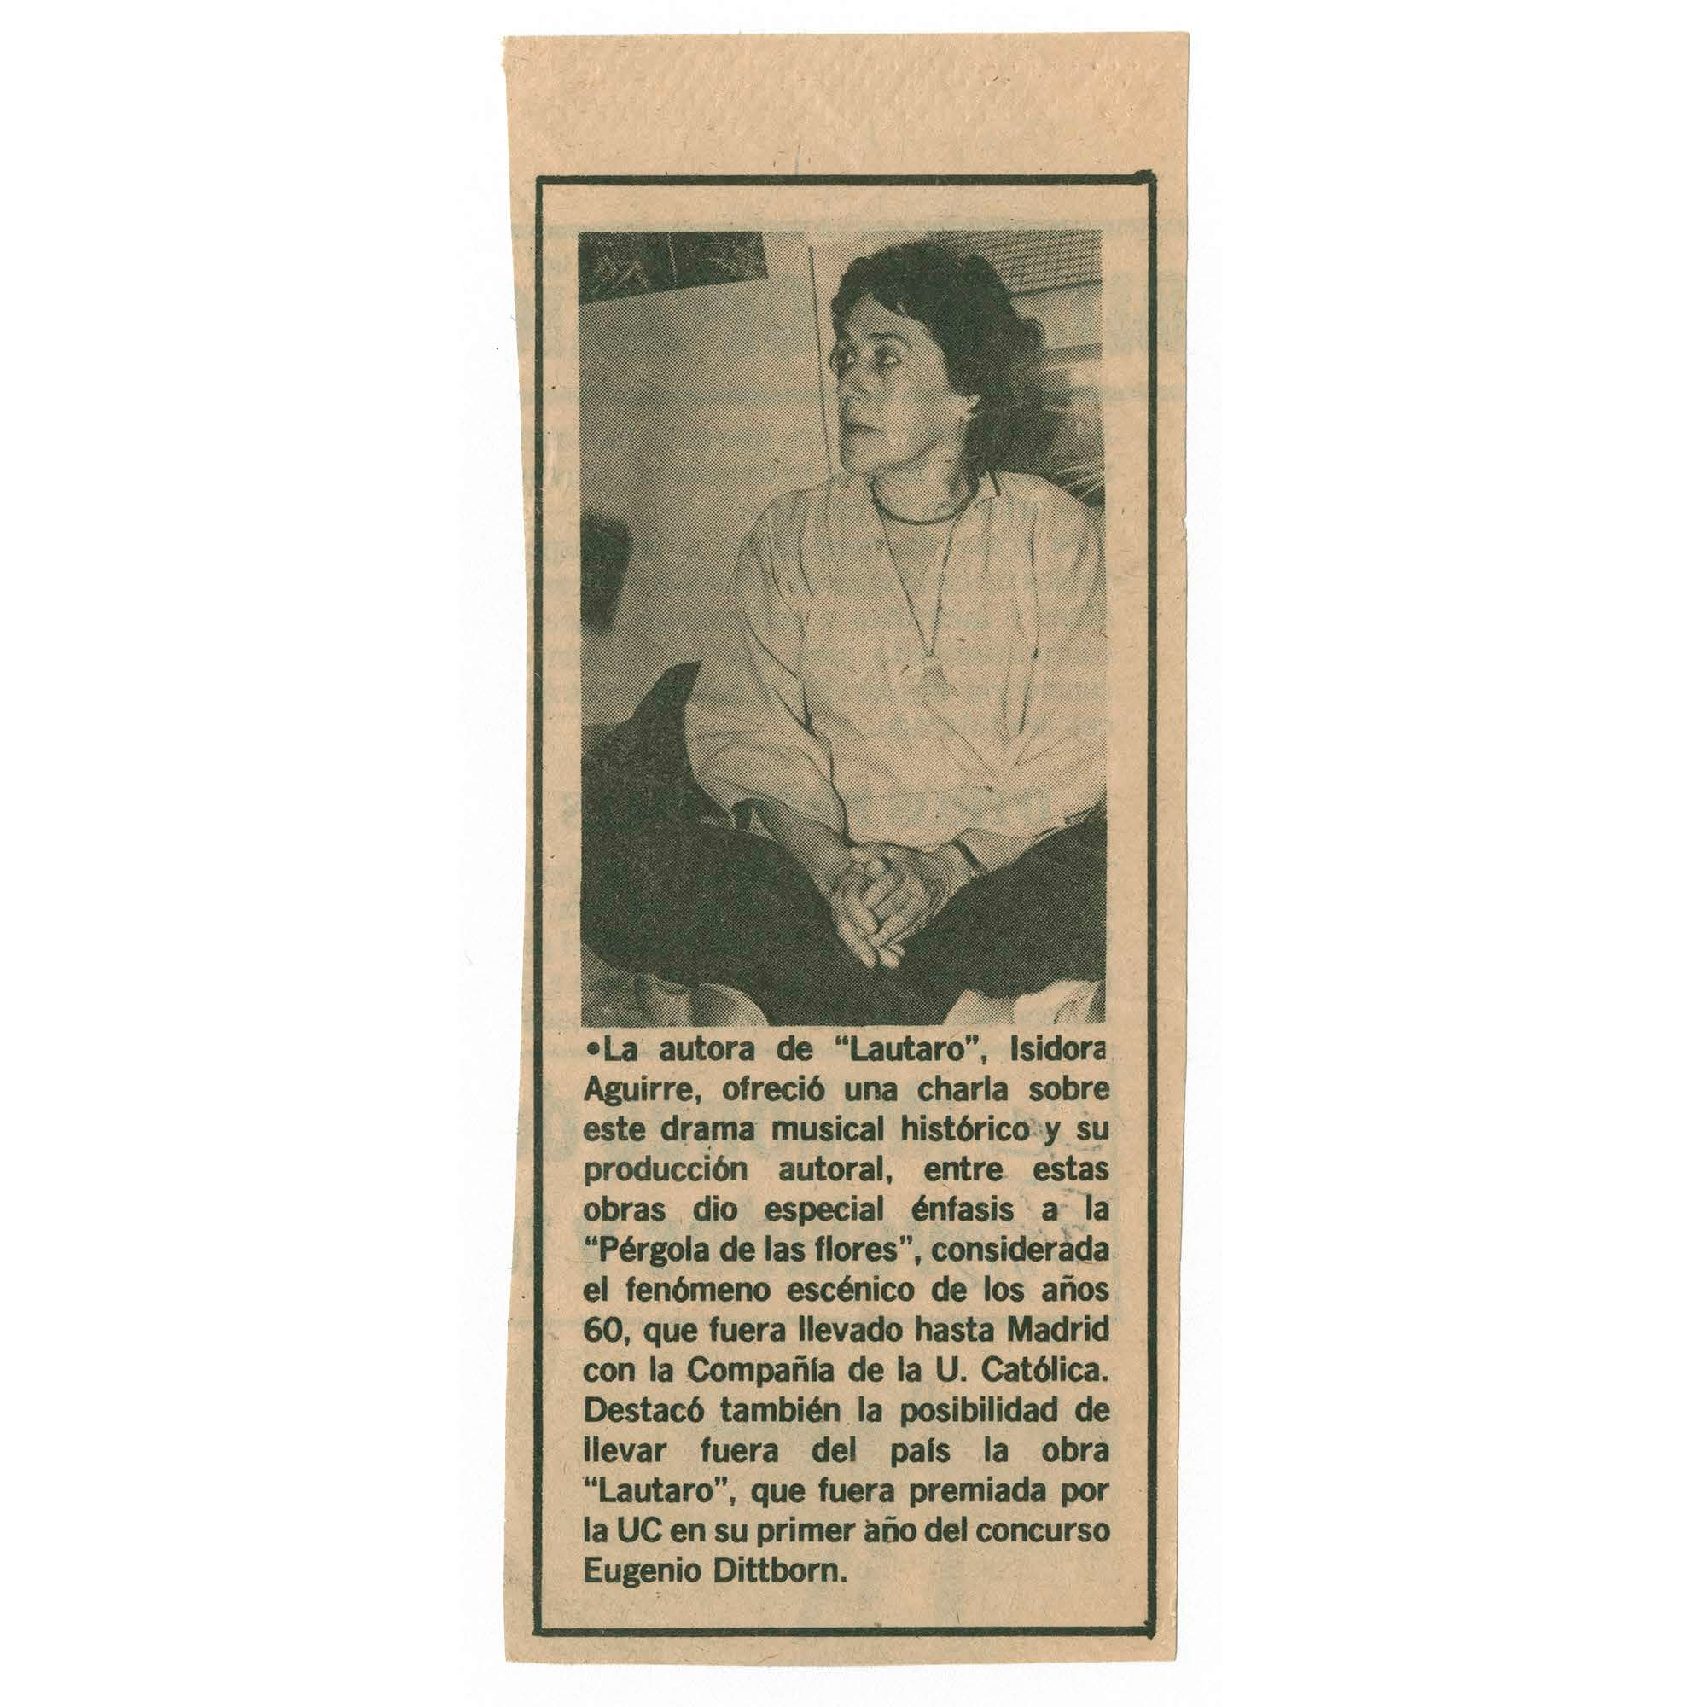 •La autora de “Lautaro”, Isidora
Aguirre, ofreció una charla sobre
este drama musical histórico y su
producción autoral, entre estas
obras dio especial énfasis a la
“Pérgola de las flores”, considerada
el fenómeno escénico de los años
60, que fuera llevado hasta Madrid
con la Compañía de la U. Católica.
Destacó también la posibilidad de
llevar fuera del país la obra
“Lautaro”, que fuera premiada por
la UC en su primer año del concurso
Eugenio Dittborn.